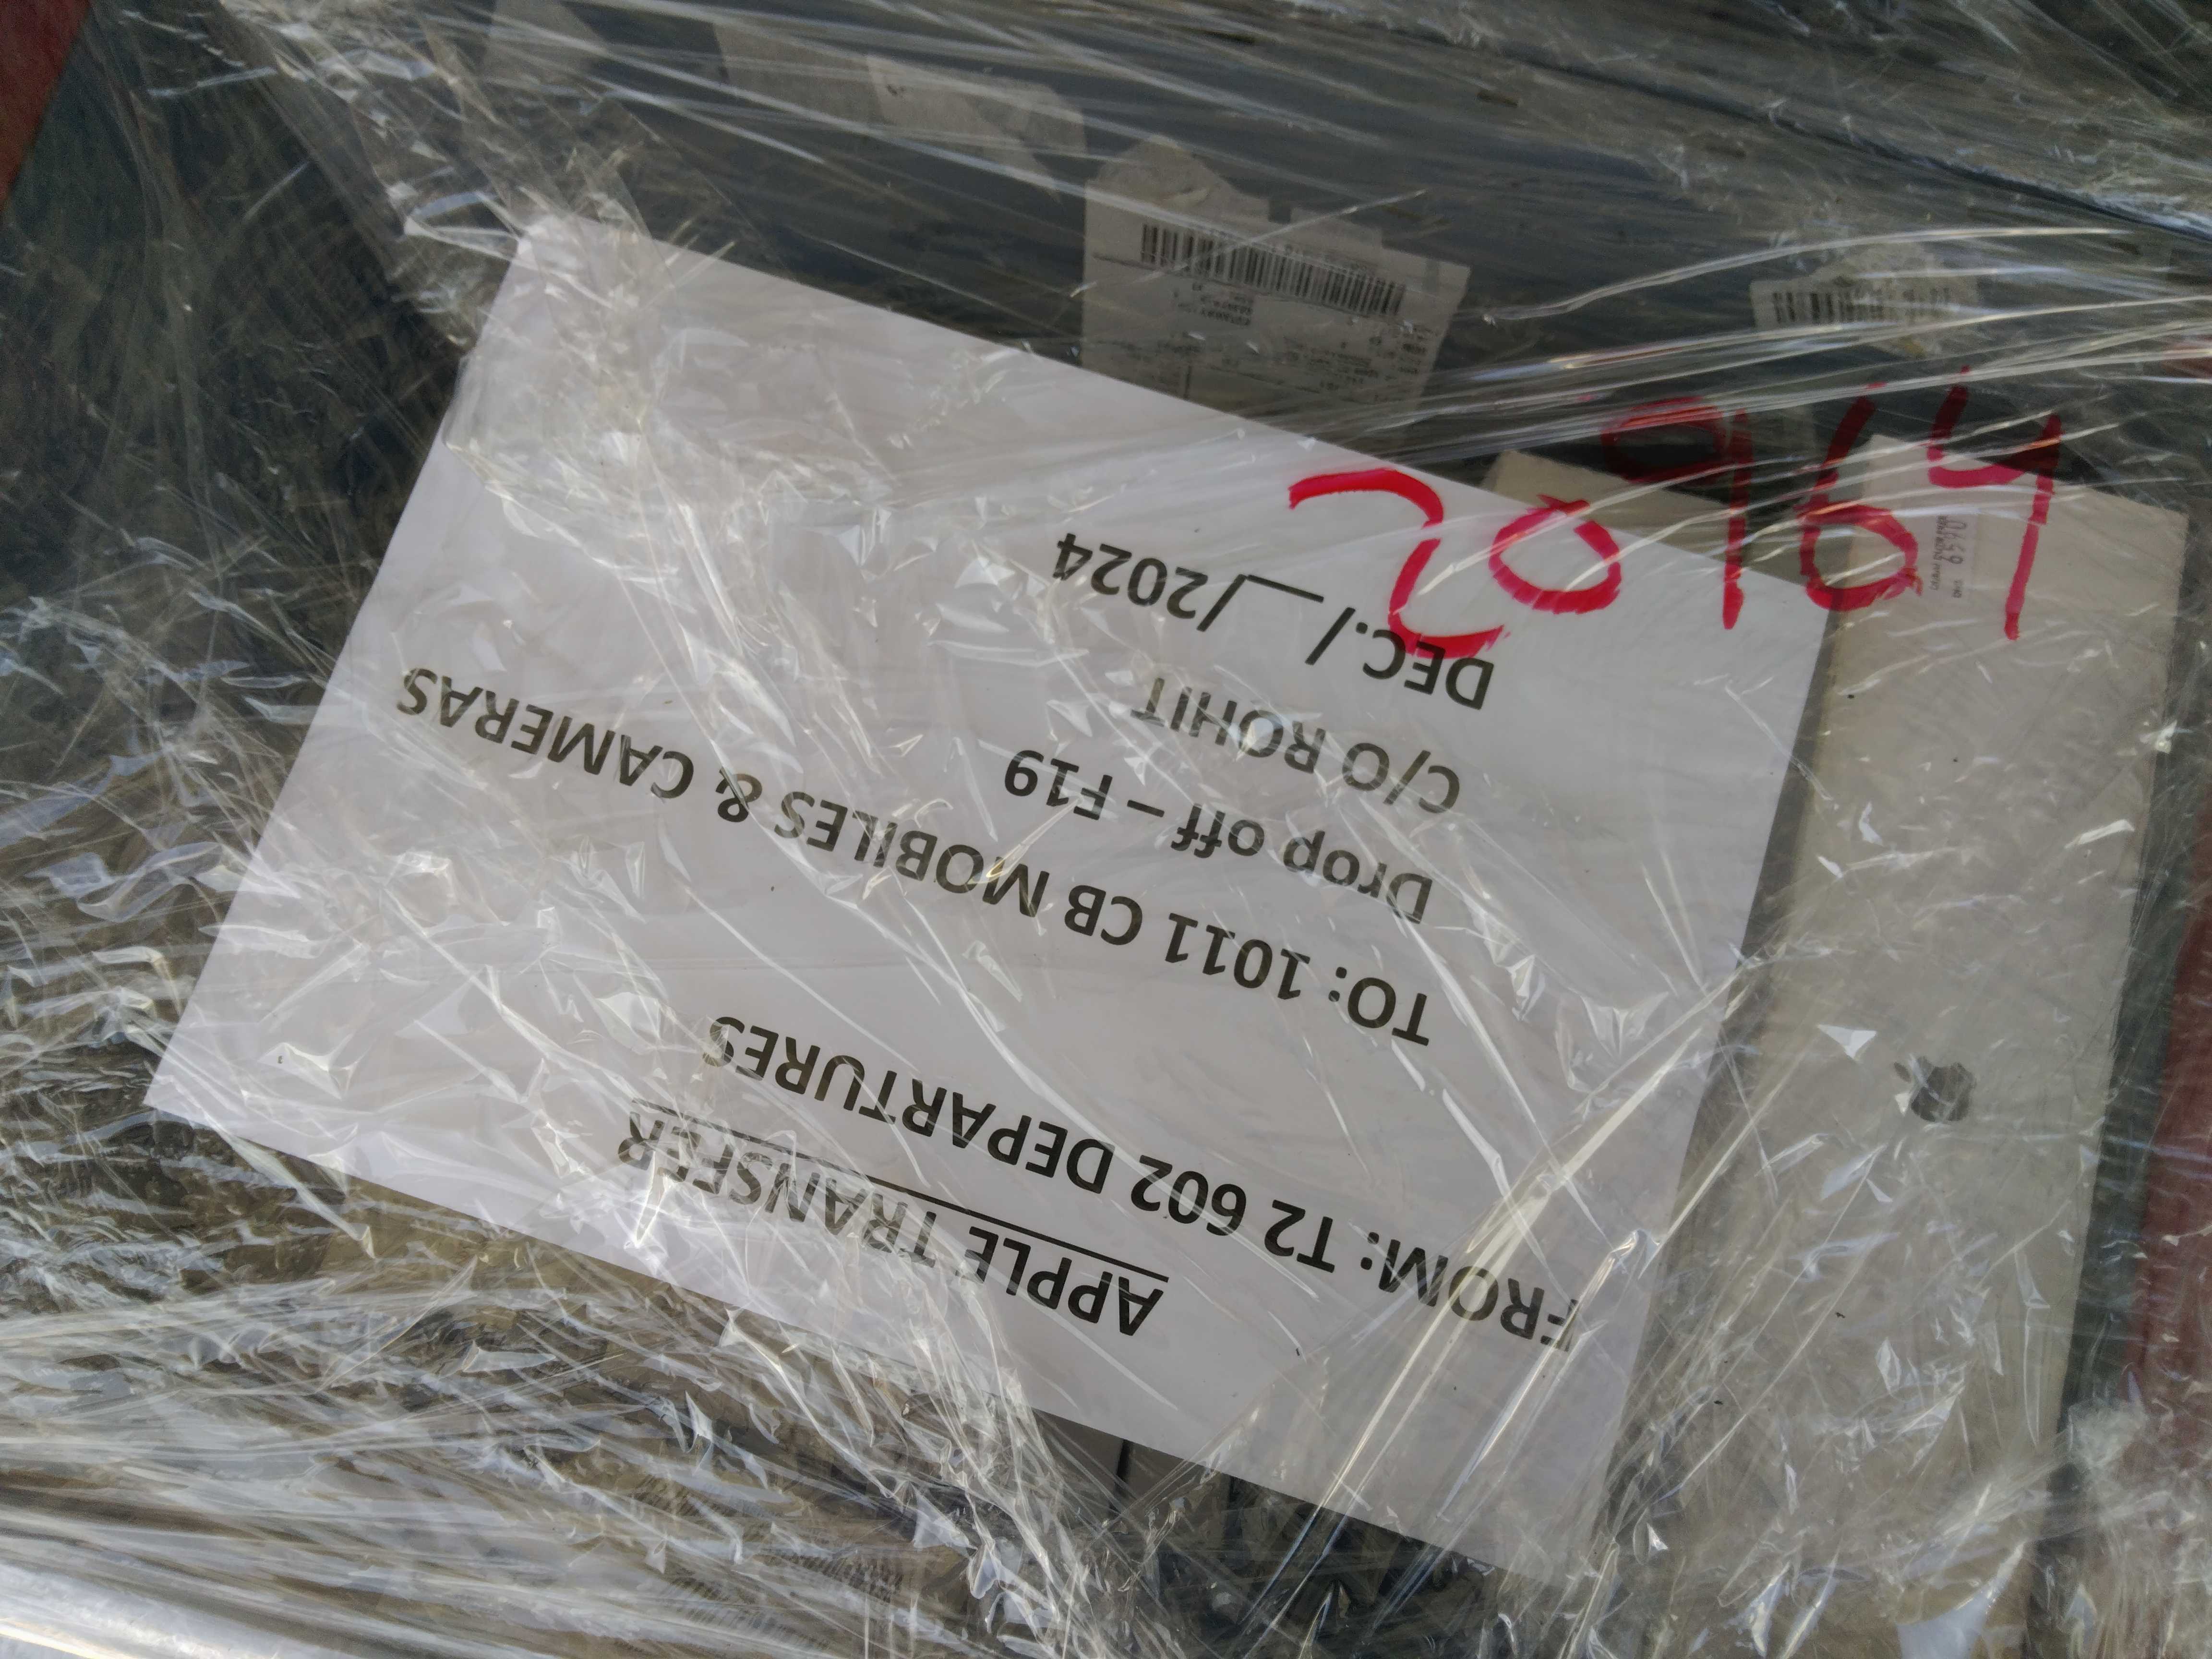 APPLE TRANSFER
FROM: T2 602 DEPARTURES
TO: 1011 CB MOBILES & CAMERAS
Drop off – F19
C/O ROHIT
DEC./__/2024
20964